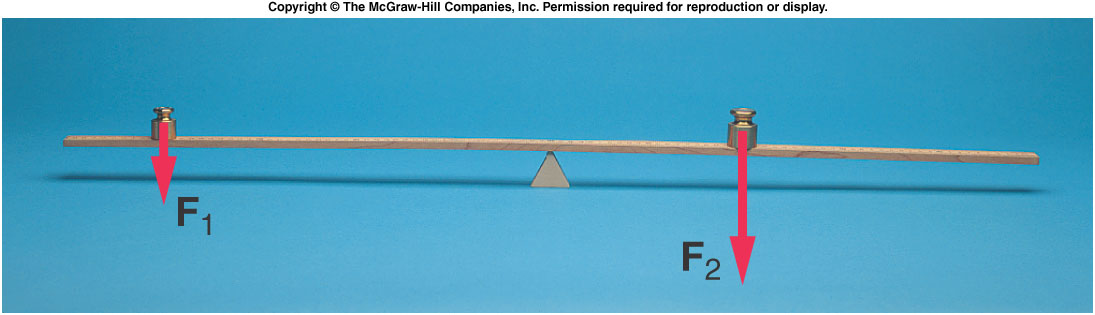 Copyright © The McGraw-Hill Companies, Inc. Permission required for reproduction or display.
F1
F2